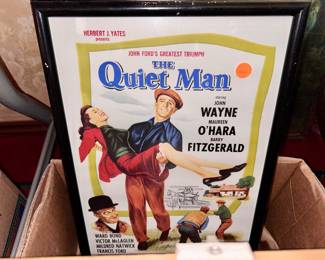 HERBERT J. YATES
presents
JOHN FORD'S GREATEST TRIUMPH
THE
Quiet Man
starring
JOHN
WAYNE
MAUREEN
O'HARA
BARRY
FITZGERALD
WARD BOND
VICTOR McLAGLEN
MILDRED NATWICK
FRANCIS FORD